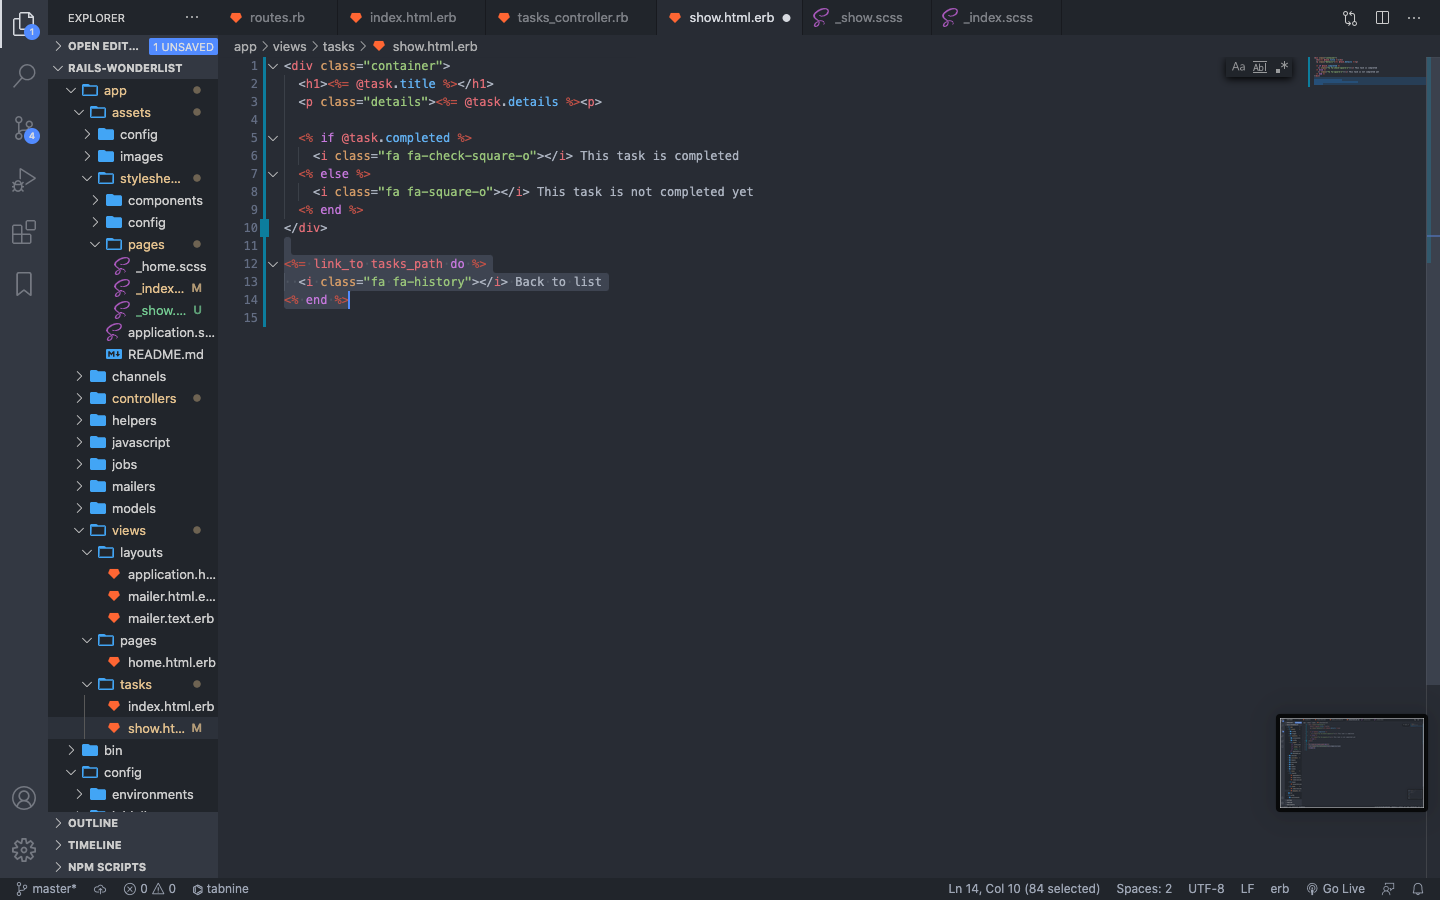 EXPLORER
routes.rb
index.html.erb
tasks_controller.rb
show.html.erb
_show.scss
_index.scss
OPEN EDIT... 1 UNSAVED
app > views > tasks > show.html.erb
RAILS-WONDERLIST
app
assets
config
images
styleshe...
components
config
pages
_home.scss
_index... M
_show.... U
application.s...
README.md
channels
controllers
helpers
javascript
jobs
mailers
models
views
layouts
application.h...
mailer.html.e...
mailer.text.erb
pages
home.html.erb
tasks
index.html.erb
show.ht... M
bin
config
environments
OUTLINE
TIMELINE
NPM SCRIPTS
1
4
Aa Abl .*
1 <div class="container">
2 <h1><%= @task.title %></h1>
3 <p class="details"><%= @task.details %><p>
4
5 <% if @task.completed %>
6 <i class="fa fa-check-square-o"></i> This task is completed
7 <% else %>
8 <i class="fa fa-square-o"></i> This task is not completed yet
9 <% end %>
10 </div>
11
12 <%= link_to tasks_path do %>
13 <i class="fa fa-history"></i> Back to list
14 <% end %>
15
master* 0 0 tabnine
Ln 14, Col 10 (84 selected) Spaces: 2 UTF-8 LF erb Go Live